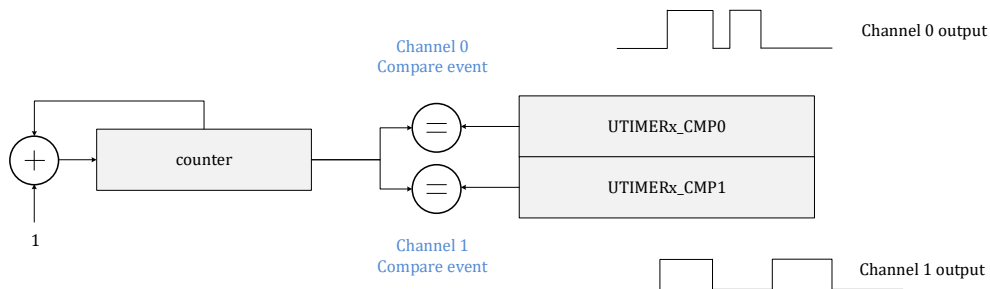 Channel 0
Compare event
Channel 0 output
UTIMERx_CMP0
=
+
counter
UTIMERx_CMP1
=
1
Channel 1
Compare event
Channel 1 output